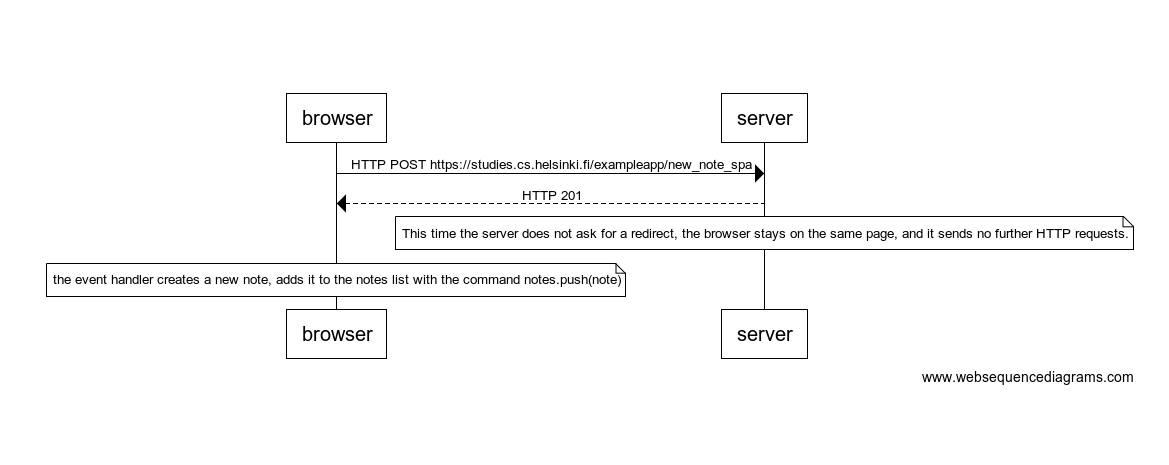 browser
server
HTTP POST https://studies.cs.helsinki.fi/exampleapp/new_note_spa
HTTP 201
This time the server does not ask for a redirect, the browser stays on the same page, and it sends no further HTTP requests.
the event handler creates a new note, adds it to the notes list with the command notes.push(note)
browser
server
www.websequencediagrams.com